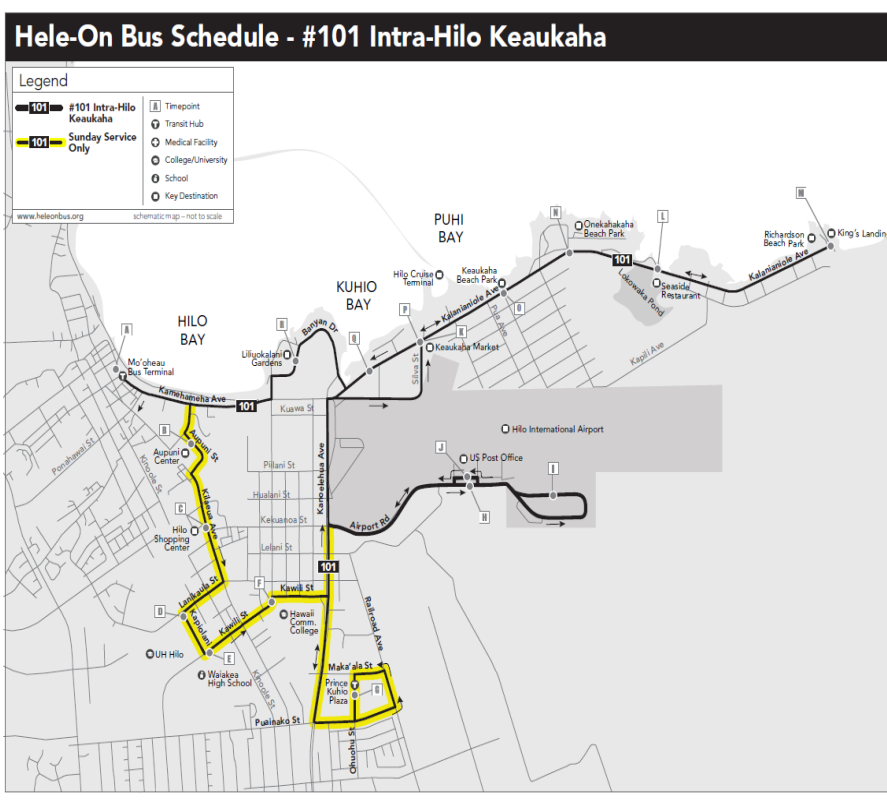 Hele-On Bus Schedule - #101 Intra-Hilo Keaukaha
Legend
101
#101 Intra-Hilo
Keaukaha
101
Sunday Service
Only
A Timepoint
Transit Hub
Medical Facility
College/University
School
Key Destination
www.heleonbus.org
schematic map – not to scale
PUHI
BAY
KUHIO
BAY
HILO
BAY
N
Onekahakaha
Beach Park
L
M
Richardson
Beach Park
King's Landing
101
Kalanianiole Ave
Lokowaka Pond
Seaside
Restaurant
Hilo Cruise
Terminal
Keaukaha
Beach Park
Kalanianiole Ave
O
Pua Ave
Kapili Ave
P
K
Keaukaha Market
Silva St
Q
Banyan Dr
R
Liliuokalani
Gardens
A
Mo'oheau
Bus Terminal
Kamehameha Ave
101
Kuawa St
Ponahawai St
Kinoole St
B
Aupuni St
Aupuni
Center
Piilani St
Hualani St
Kekuanoa St
Lelani St
Kanoelehua Ave
Kilauea Ave
C
Hilo
Shopping
Center
Hilo International Airport
J
US Post Office
I
H
Airport Rd
101
Lanikaula St
F
Kawili St
D
Kapiolani
Kawili St
Hawaii
Comm.
College
Railroad Ave
UH Hilo
E
Waiakea
High School
Kinoole St
Maka'ala St
Prince
Kuhio
Plaza
G
Puainako St
Ohuohu St